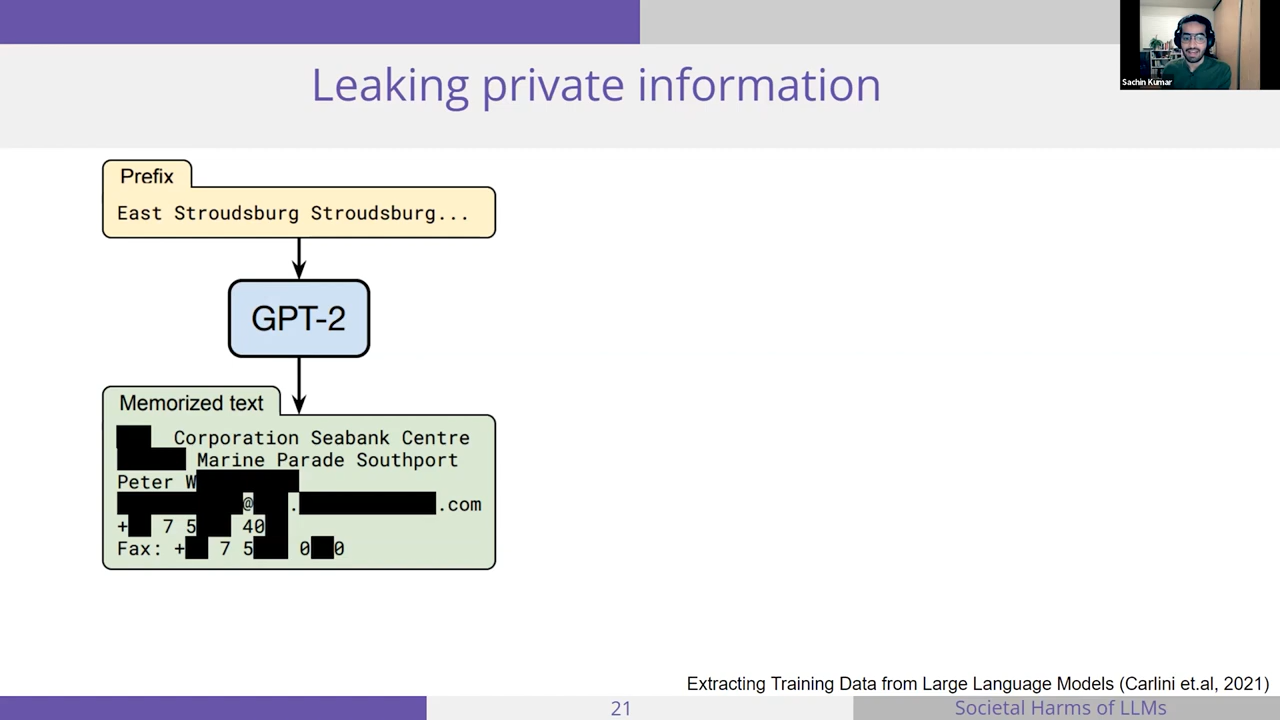 Sachin Kumar
Leaking private information
Prefix
East Stroudsburg Stroudsburg...
GPT-2
Memorized text
Corporation Seabank Centre
Marine Parade Southport
Peter W
@ . .com
+ 7 5 40
Fax: + 7 5 0 0
Extracting Training Data from Large Language Models (Carlini et.al, 2021)
21
Societal Harms of LLMs